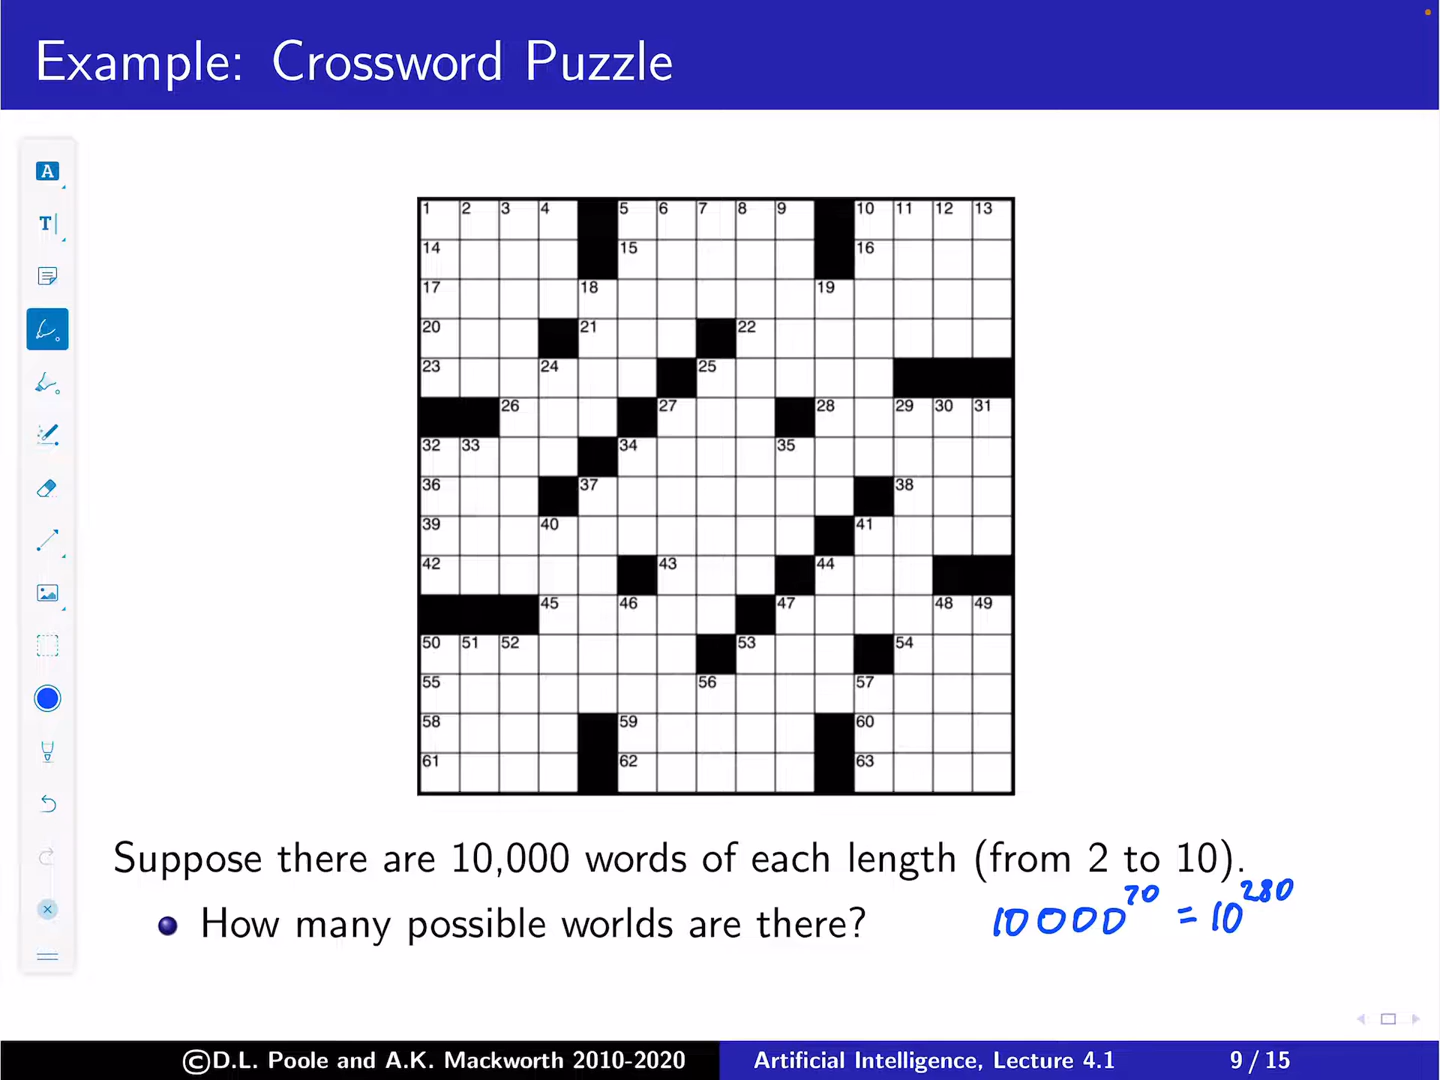 Example: Crossword Puzzle
A
T
1 2 3 4 5 6 7 8 9 10 11 12 13
14 15 16
17 18 19
20 21 22
23 24 25
26 27 28 29 30 31
32 33 34 35
36 37 38
39 40 41
42 43 44
45 46 47 48 49
50 51 52 53 54
55 56 57
58 59 60
61 62 63
Suppose there are 10,000 words of each length (from 2 to 10).
How many possible worlds are there? 10000^70 = 10^280
©D.L. Poole and A.K. Mackworth 2010-2020 Artificial Intelligence, Lecture 4.1 9 / 15